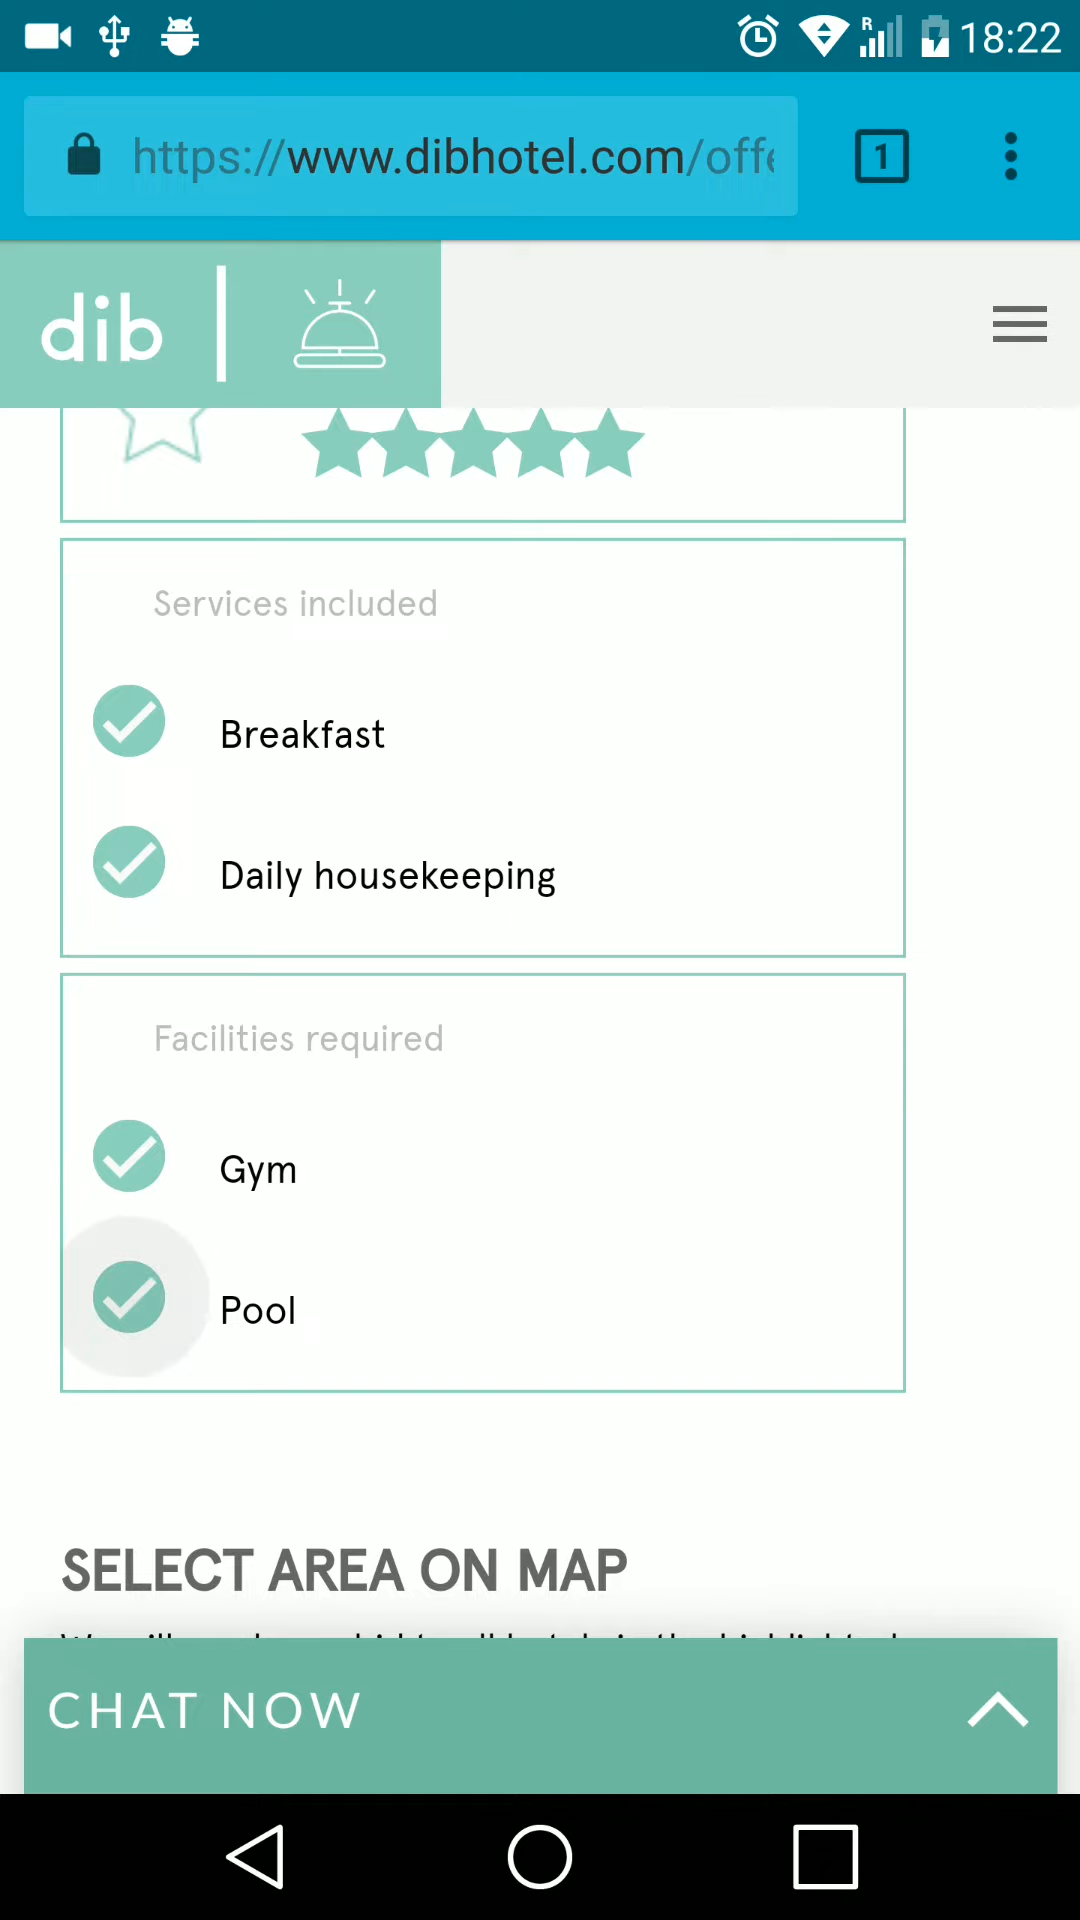 18:22
https://www.dibhotel.com/offe
1
dib
Services included
Breakfast
Daily housekeeping
Facilities required
Gym
Pool
SELECT AREA ON MAP
CHAT NOW